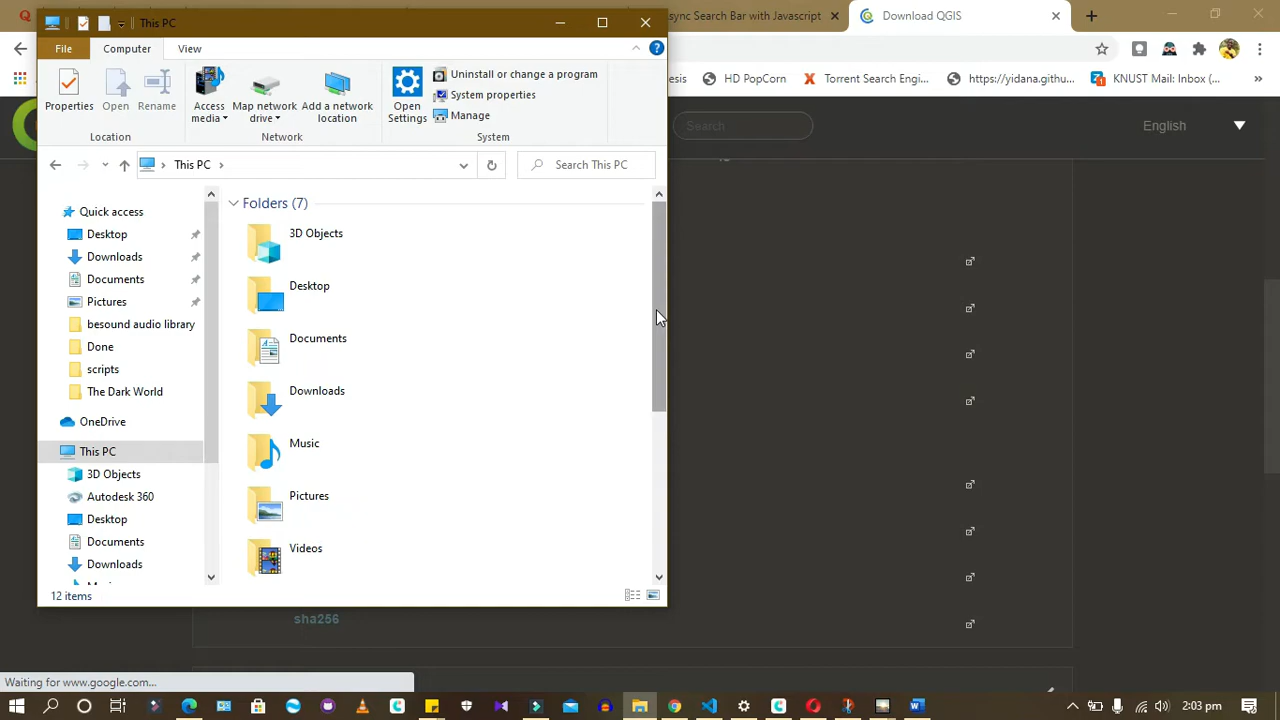 This PC
ync Search Bar with Javascript
Download QGIS
File
Computer
View
esis
HD PopCorn
Torrent Search Engi...
https://yidana.githu...
KNUST Mail: Inbox (...
Properties
Open
Rename
Access media
Map network drive
Add a network location
Open Settings
Uninstall or change a program
System properties
Manage
Location
Network
System
Search
English
This PC
Search This PC
Quick access
Desktop
Downloads
Documents
Pictures
besound audio library
Done
scripts
The Dark World
OneDrive
This PC
3D Objects
Autodesk 360
Desktop
Documents
Downloads
Folders (7)
3D Objects
Desktop
Documents
Downloads
Music
Pictures
Videos
12 items
sha256
Waiting for www.google.com...
2:03 pm